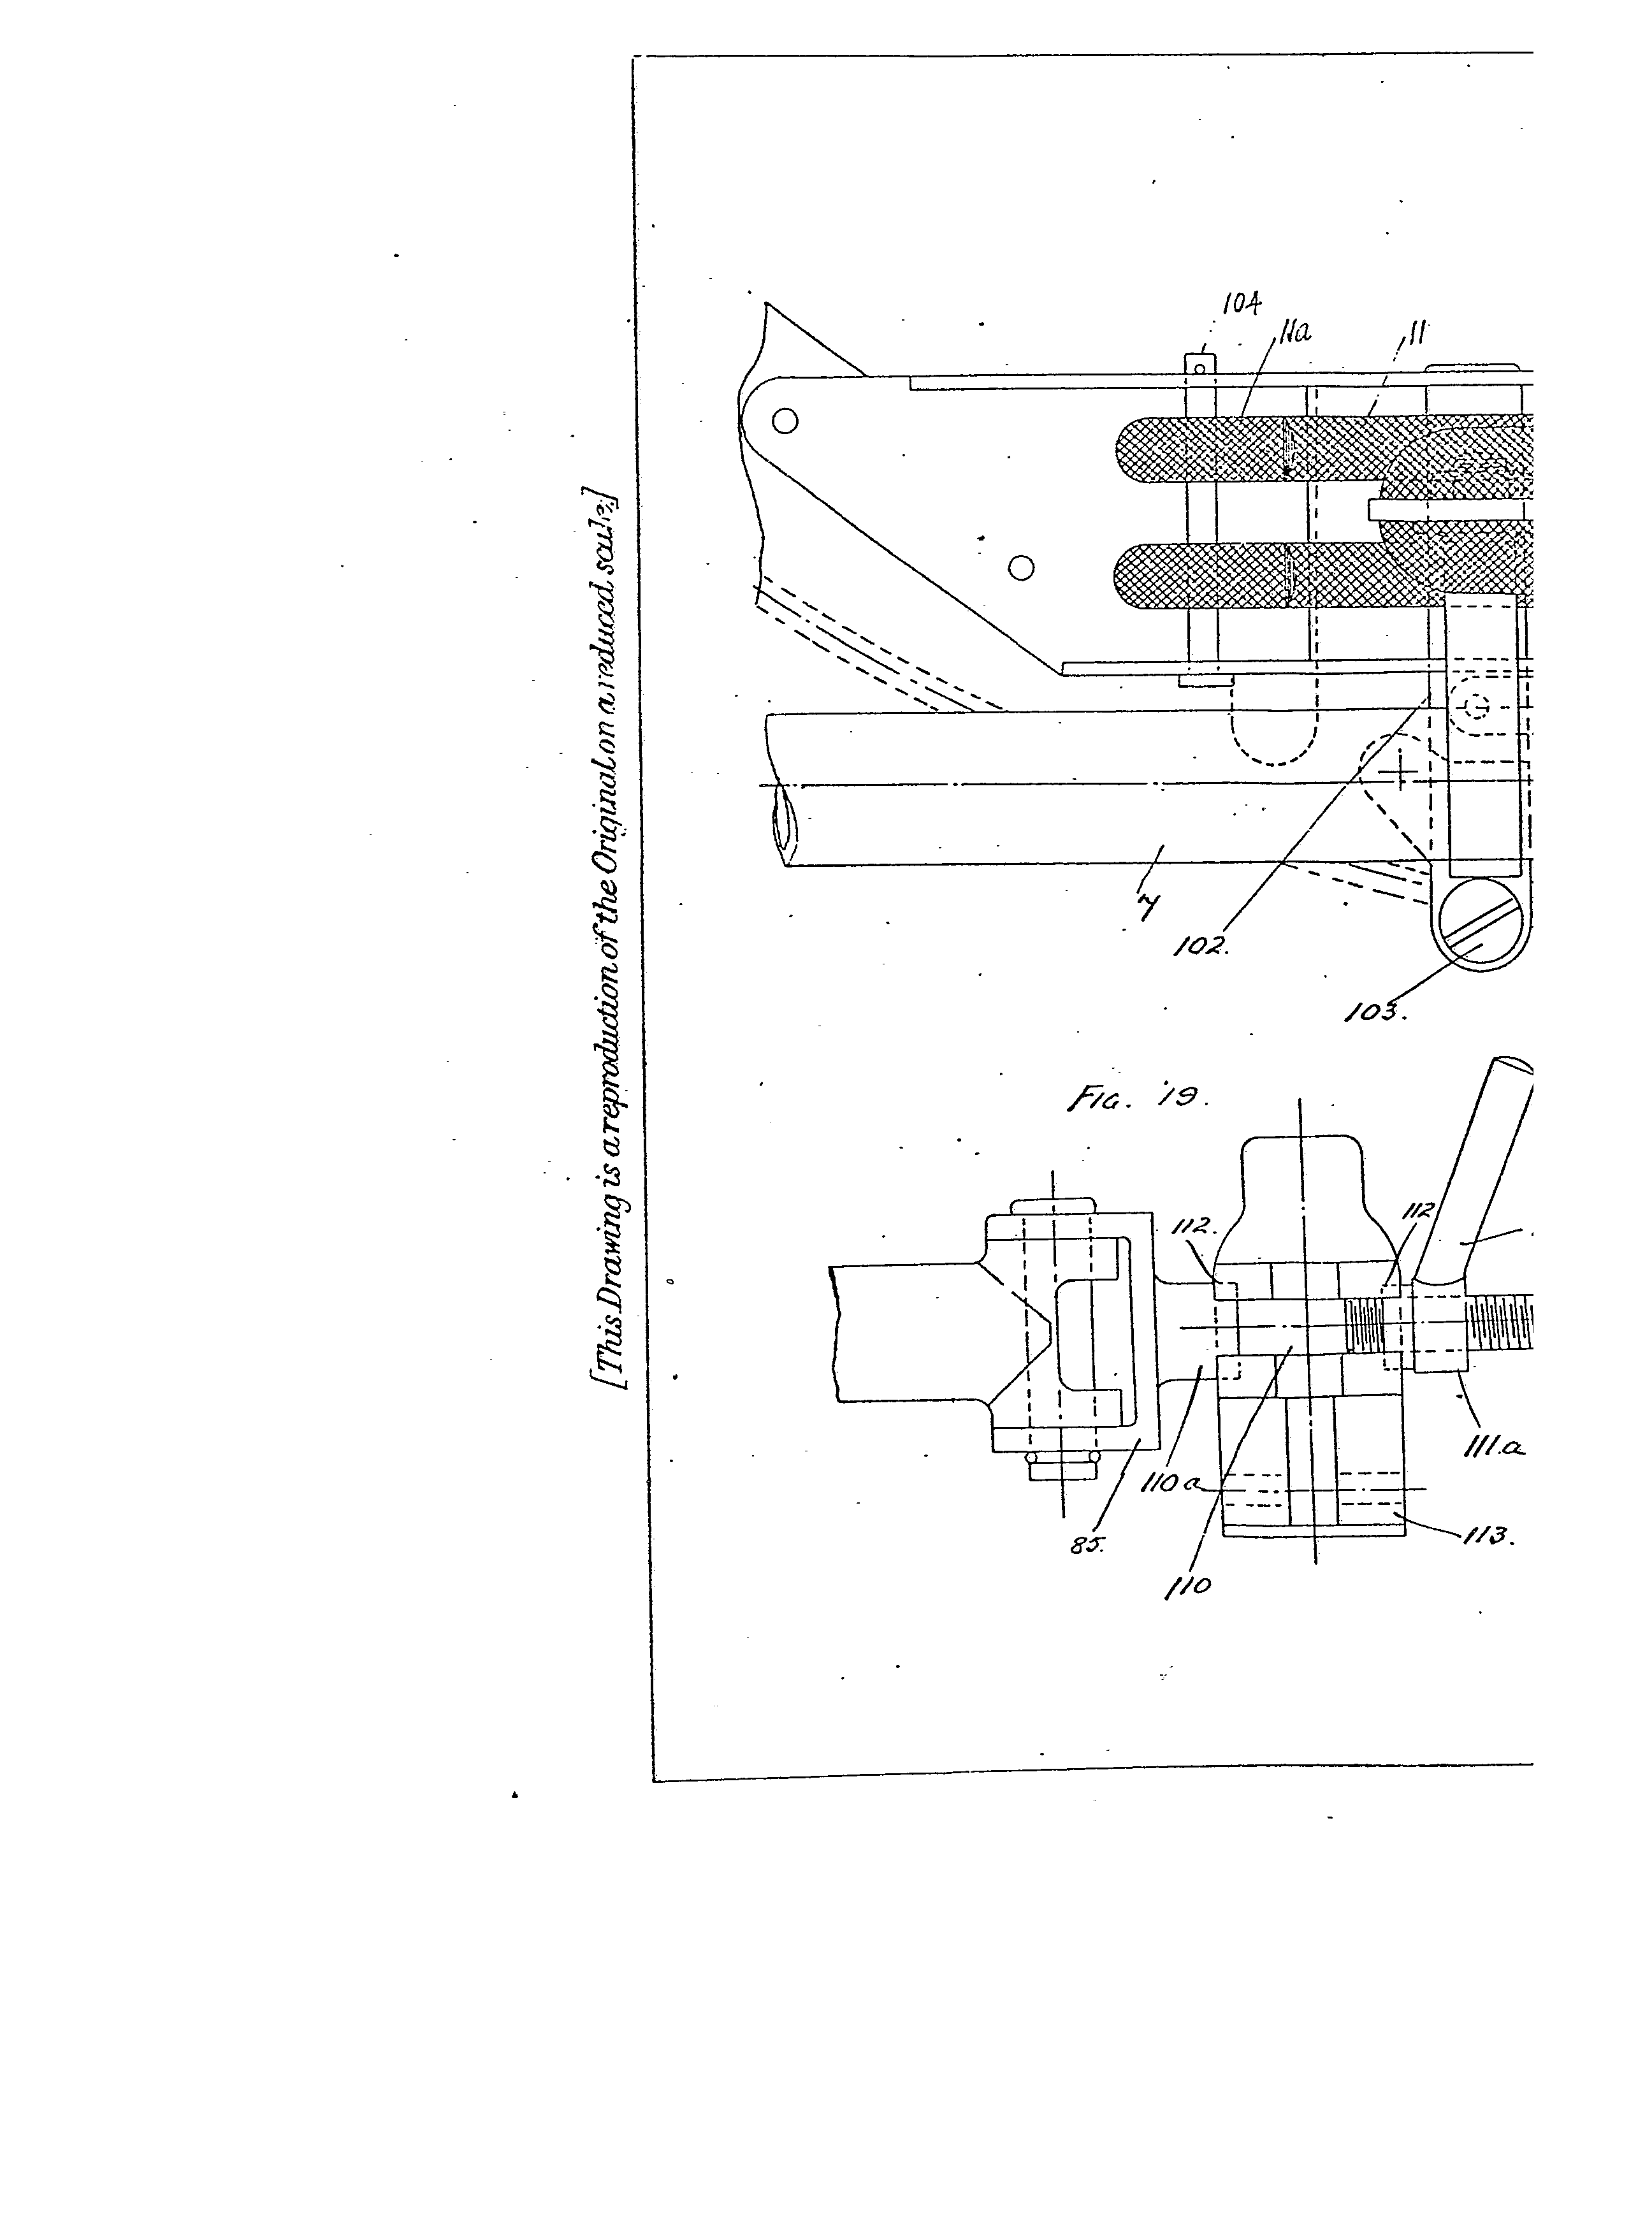 [This Drawing is a reproduction of the Original on a reduced scale]
104
11a
11
7
102.
103.
FIG. 19.
112.
112
111.a
110a
113.
85.
110